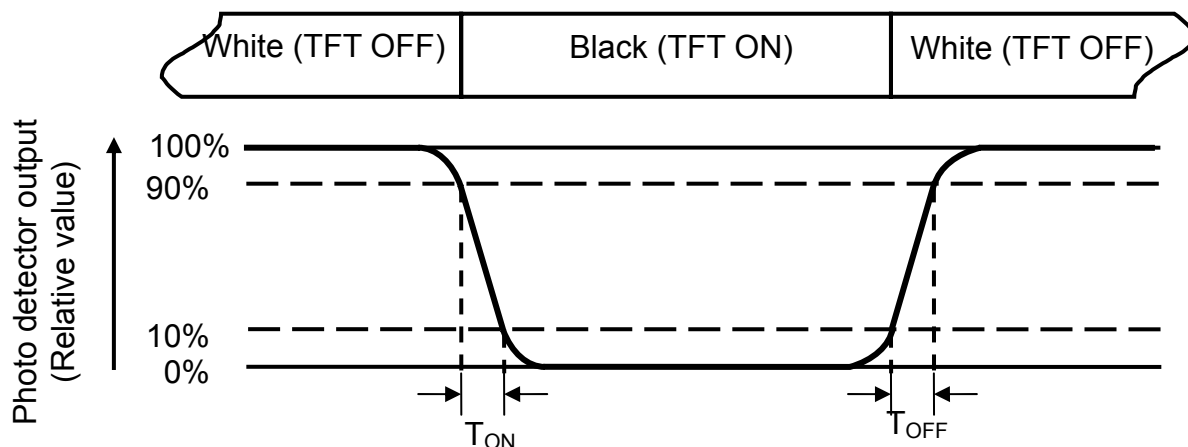 White (TFT OFF)
Black (TFT ON)
White (TFT OFF)
Photo detector output
(Relative value)
100%
90%
10%
0%
TON
TOFF